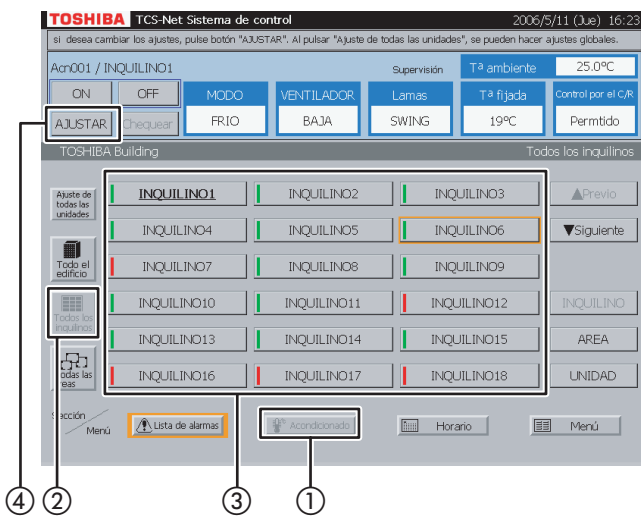 TOSHIBA TCS-Net Sistema de control 2006/5/11 (Jue) 16:23
si desea cambiar los ajustes, pulse botón "AJUSTAR". Al pulsar "Ajuste de todas las unidades", se pueden hacer ajustes globales.
Acn001 / INQUILINO1 Supervisión Tª ambiente 25.0ºC
ON OFF MODO VENTILADOR Lamas Tª fijada Control por el C/R
AJUSTAR Chequear FRIO BAJA SWING 19ºC Permtido
TOSHIBA Building Todos los inquilinos
Ajuste de
todas las
unidades
INQUILINO1 INQUILINO2 INQUILINO3 ▲Previo
INQUILINO4 INQUILINO5 INQUILINO6 ▼Siguiente
Todo el
edificio
INQUILINO7 INQUILINO8 INQUILINO9
Todos los
inquilinos
INQUILINO10 INQUILINO11 INQUILINO12 INQUILINO
INQUILINO13 INQUILINO14 INQUILINO15 AREA
Todas las
áreas
INQUILINO16 INQUILINO17 INQUILINO18 UNIDAD
Sección
Menú
Lista de alarmas Acondicionado Horario Menú
④ ② ③ ①